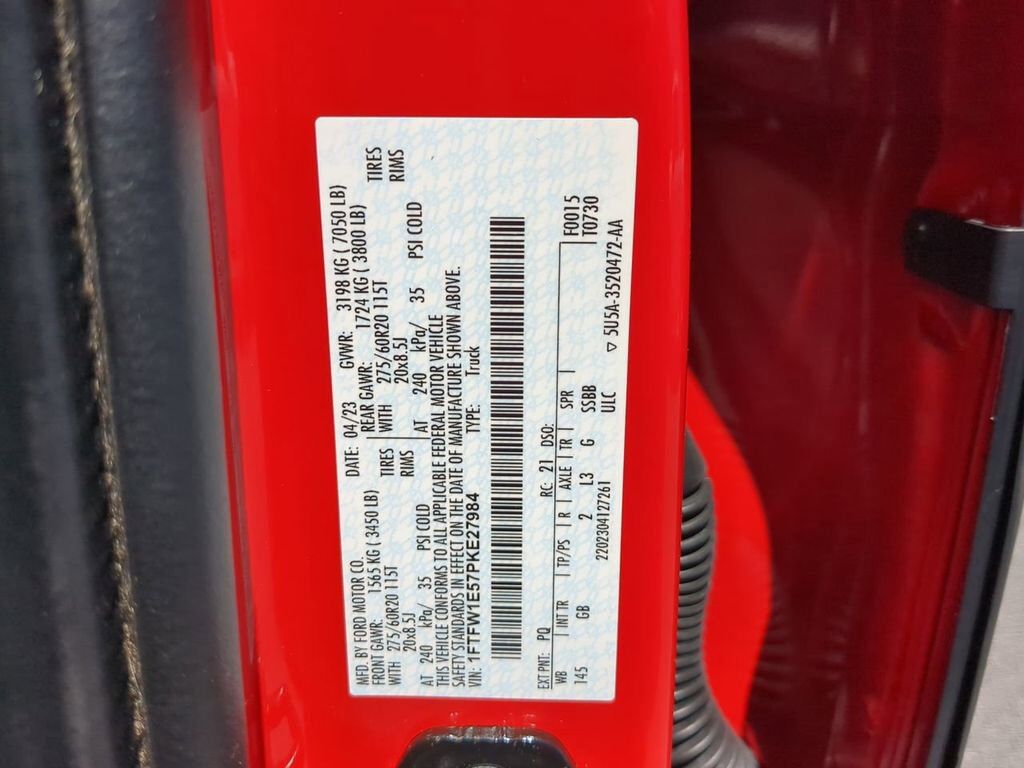 MFD. BY FORD MOTOR CO. DATE: 04/23 GVWR: 3198 KG ( 7050 LB)
FRONT GAWR: 1565 KG ( 3450 LB) REAR GAWR: 1724 KG ( 3800 LB)
WITH 275/60R20 115T TIRES WITH 275/60R20 115T TIRES
20x8.5J RIMS 20x8.5J RIMS
AT 240 kPa/ 35 PSI COLD AT 240 kPa/ 35 PSI COLD
THIS VEHICLE CONFORMS TO ALL APPLICABLE FEDERAL MOTOR VEHICLE
SAFETY STANDARDS IN EFFECT ON THE DATE OF MANUFACTURE SHOWN ABOVE.
VIN: 1FTFW1E57PKE27984 TYPE: Truck
EXT PNT: PQ RC: 21 DSO:
WB INT TR TP/PS R AXLE TR SPR F0015
145 GB 2 L3 G SSBB T0730
2202304127261 UILC ▽ 5U5A-3520472-AA